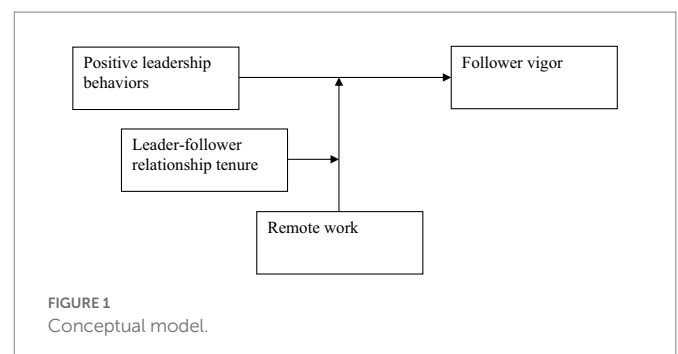 Positive leadership
behaviors
Follower vigor
Leader-follower
relationship tenure
Remote work
FIGURE 1
Conceptual model.